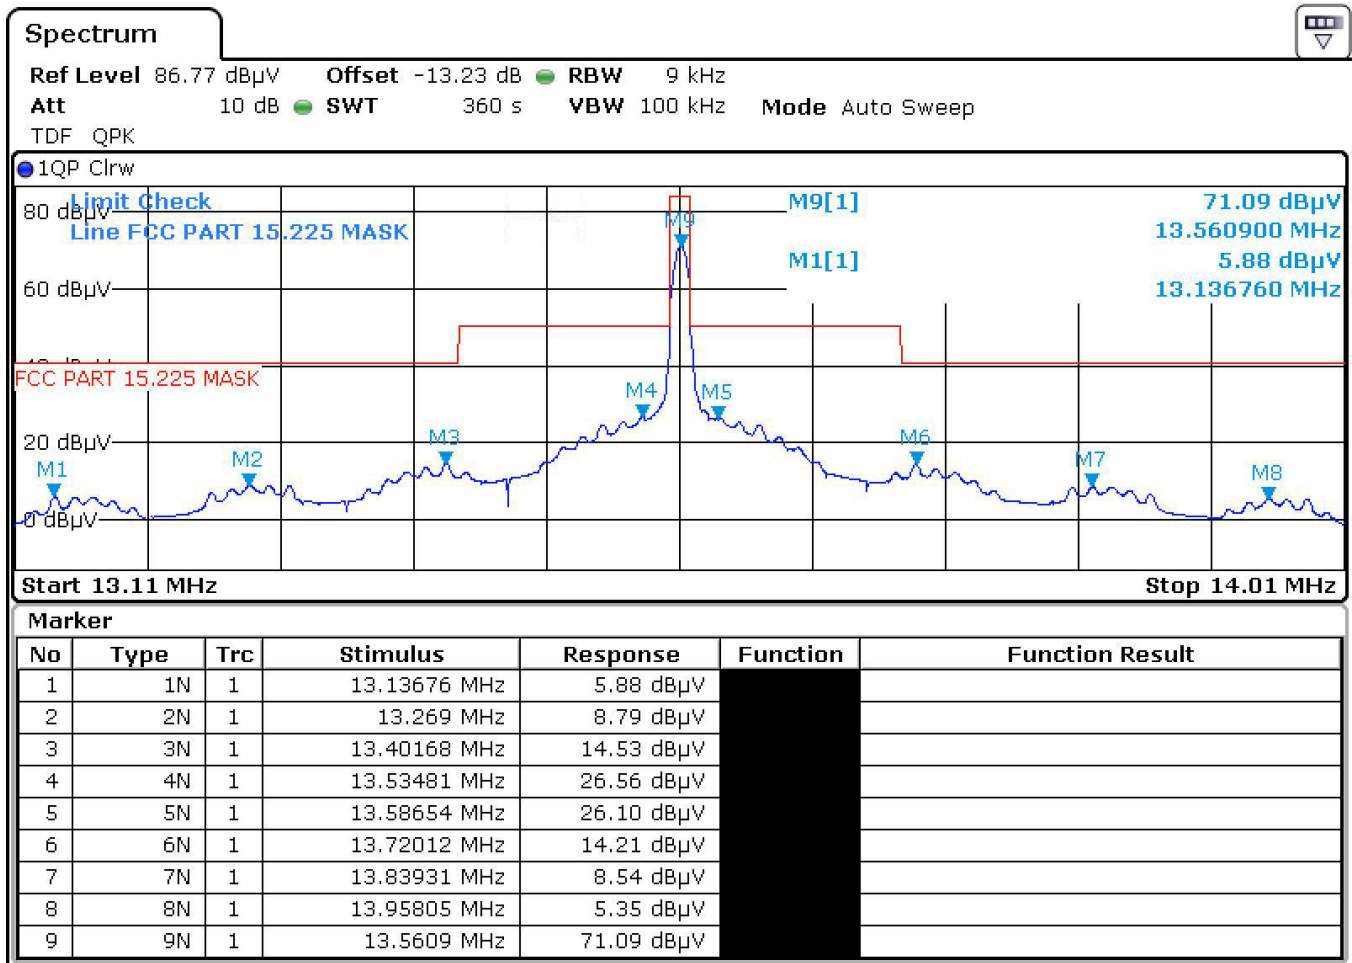 Spectrum
Ref Level 86.77 dBµV Offset -13.23 dB RBW 9 kHz
Att 10 dB SWT 360 s VBW 100 kHz Mode Auto Sweep
TDF QPK
1QP Clrw
Limit Check
Line FCC PART 15.225 MASK
M9[1] 71.09 dBµV
13.560900 MHz
M1[1] 5.88 dBµV
13.136760 MHz
80 dBµV
60 dBµV
FCC PART 15.225 MASK
20 dBµV
0 dBµV
M1
M2
M3
M4
M9
M5
M6
M7
M8
Start 13.11 MHz Stop 14.01 MHz
Marker
No Type Trc Stimulus Response Function Function Result
1 1N 1 13.13676 MHz 5.88 dBµV
2 2N 1 13.269 MHz 8.79 dBµV
3 3N 1 13.40168 MHz 14.53 dBµV
4 4N 1 13.53481 MHz 26.56 dBµV
5 5N 1 13.58654 MHz 26.10 dBµV
6 6N 1 13.72012 MHz 14.21 dBµV
7 7N 1 13.83931 MHz 8.54 dBµV
8 8N 1 13.95805 MHz 5.35 dBµV
9 9N 1 13.5609 MHz 71.09 dBµV